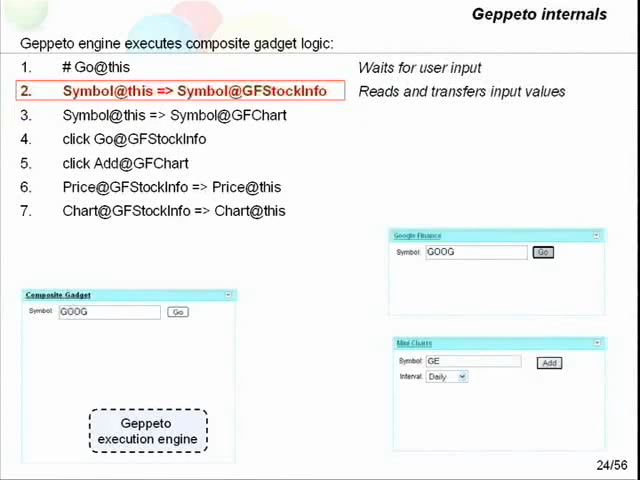 Geppeto internals
Geppeto engine executes composite gadget logic:
1. # Go@this Waits for user input
2. Symbol@this => Symbol@GFStockInfo Reads and transfers input values
3. Symbol@this => Symbol@GFChart
4. click Go@GFStockInfo
5. click Add@GFChart
6. Price@GFStockInfo => Price@this
7. Chart@GFStockInfo => Chart@this
Google Finance
Symbol: GOOG Go
Composite Gadget
Symbol: GOOG Go
Mini Charts
Symbol: GE Add
Interval: Daily
Geppeto
execution engine
24/56